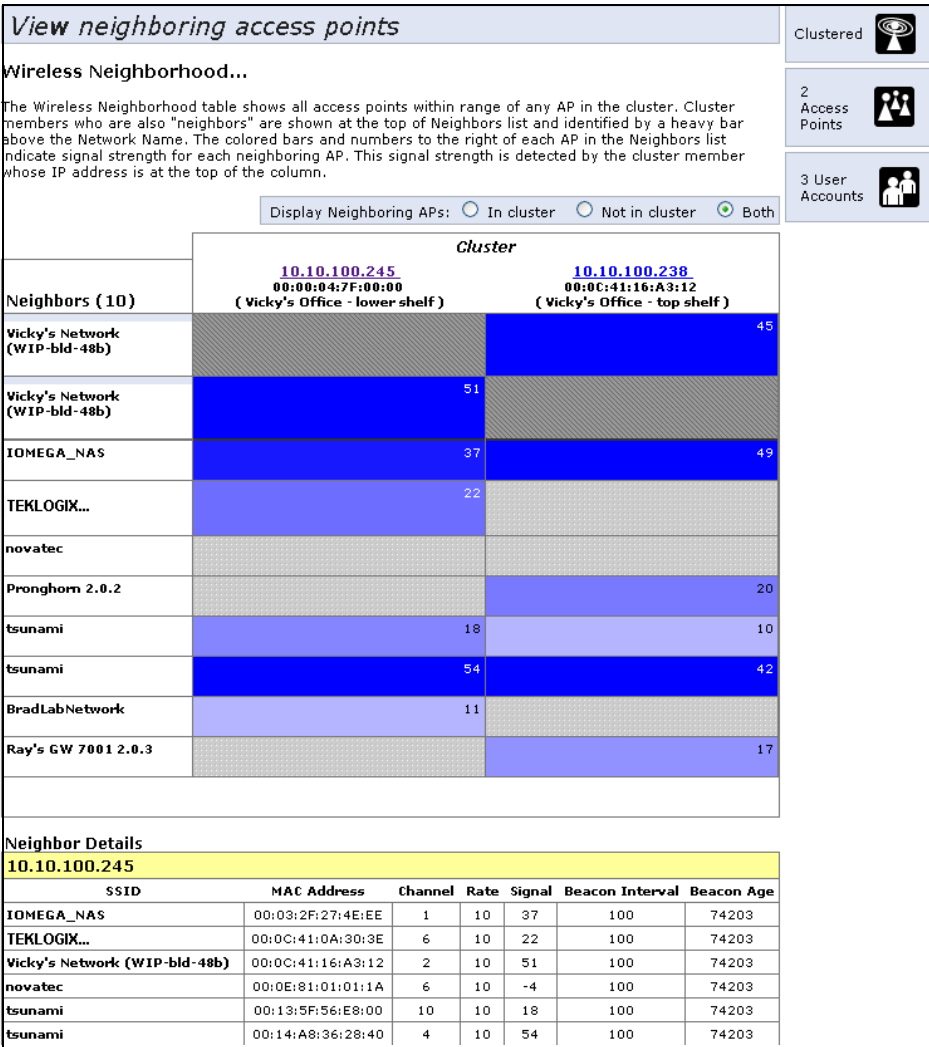 View neighboring access points
Clustered
2
Access
Points
3 User
Accounts
Wireless Neighborhood...
The Wireless Neighborhood table shows all access points within range of any AP in the cluster. Cluster
members who are also "neighbors" are shown at the top of Neighbors list and identified by a heavy bar
above the Network Name. The colored bars and numbers to the right of each AP in the Neighbors list
indicate signal strength for each neighboring AP. This signal strength is detected by the cluster member
whose IP address is at the top of the column.
Display Neighboring APs: In cluster Not in cluster Both
Cluster
Neighbors (10)
10.10.100.245
00:00:04:7F:00:00
( Vicky's Office - lower shelf )
10.10.100.238
00:0C:41:16:A3:12
( Vicky's Office - top shelf )
Vicky's Network
(WIP-bld-48b)
45
Vicky's Network
(WIP-bld-48b)
51
IOMEGA_NAS 37 49
TEKLOGIX... 22
novatec
Pronghorn 2.0.2 20
tsunami 18 10
tsunami 54 42
BradLabNetwork 11
Ray's GW 7001 2.0.3 17
Neighbor Details
10.10.100.245
SSID MAC Address Channel Rate Signal Beacon Interval Beacon Age
IOMEGA_NAS 00:03:2F:27:4E:EE 1 10 37 100 74203
TEKLOGIX... 00:0C:41:0A:30:3E 6 10 22 100 74203
Vicky's Network (WIP-bld-48b) 00:0C:41:16:A3:12 2 10 51 100 74203
novatec 00:0E:81:01:01:1A 6 10 -4 100 74203
tsunami 00:13:5F:56:E8:00 10 10 18 100 74203
tsunami 00:14:A8:36:28:40 4 10 54 100 74203